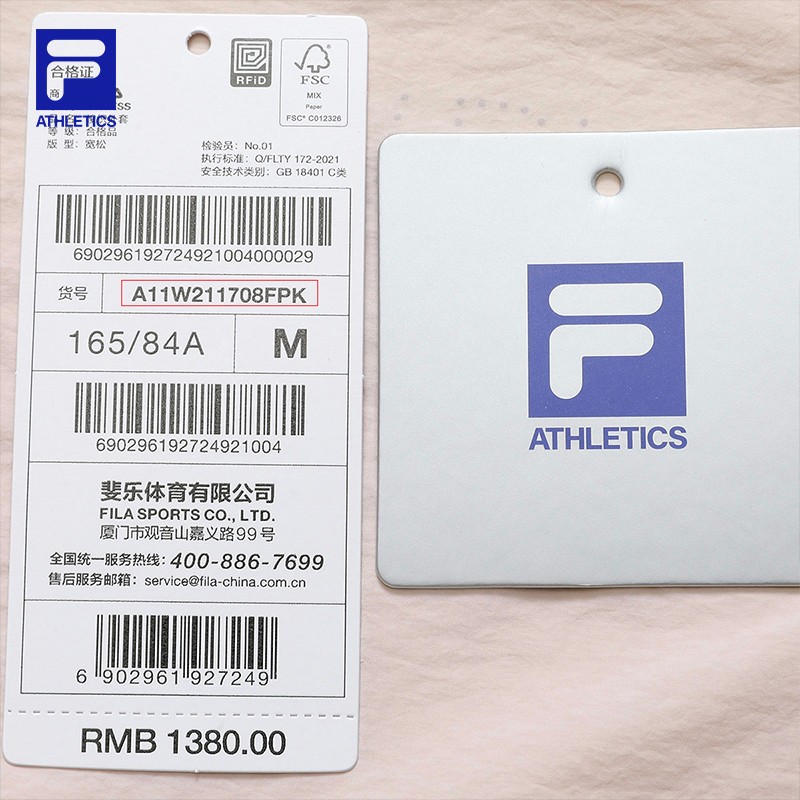 合格证
ATHLETICS
等 级: 合格品
版 型: 宽松
RFiD
FSC
MIX
Paper
FSC® C012326
检验员: No.01
执行标准: Q/FLTY 172-2021
安全技术类别: GB 18401 C类
690296192724921004000029
货号 A11W211708FPK
165/84A M
690296192724921004
斐乐体育有限公司
FILA SPORTS CO., LTD.
厦门市观音山嘉义路99号
全国统一服务热线: 400-886-7699
售后服务邮箱: service@fila-china.com.cn
6 902961 927249
RMB 1380.00
ATHLETICS